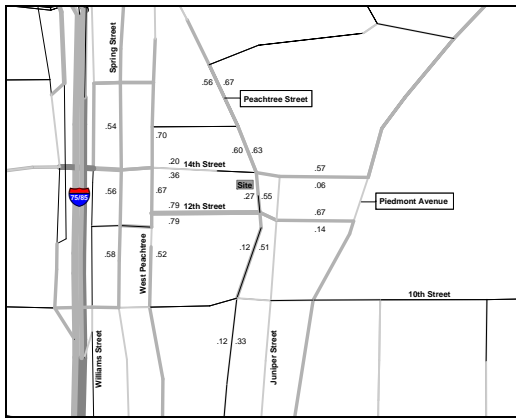 Spring Street
.56 .67
Peachtree Street
.54
.70
.60 .63
.20 14th Street
.36
.57
.06
Site
75/85
.56
.67
.27 .55
.79 12th Street
.79
.67
.14
Piedmont Avenue
West Peachtree
.58
.52
.12 .51
10th Street
Williams Street
.12 .33
Juniper Street